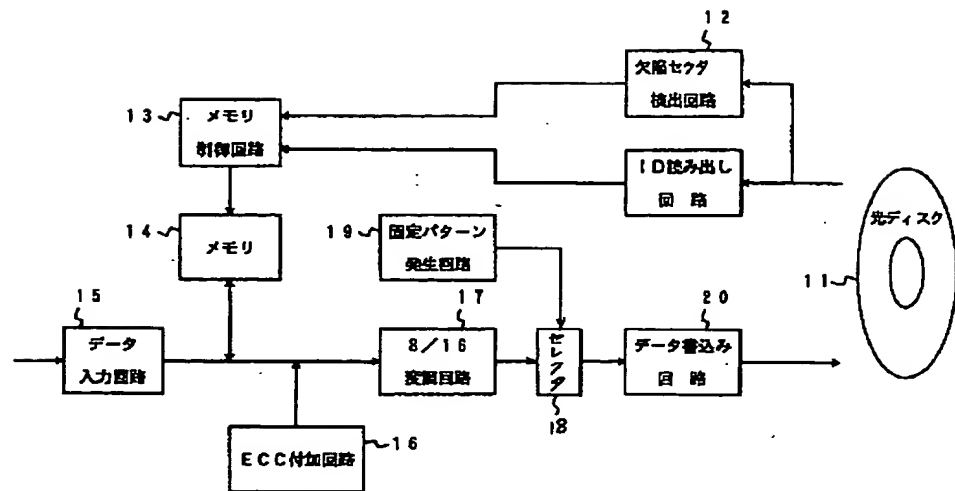 12
欠陥セクタ
検出回路
13
メモリ
制御回路
ID読み出し
回路
14
メモリ
19
固定パターン
発生回路
光ディスク
11
15
データ
入力回路
17
8/16
変調回路
セレクタ
18
20
データ書込み
回路
ECC付加回路
16